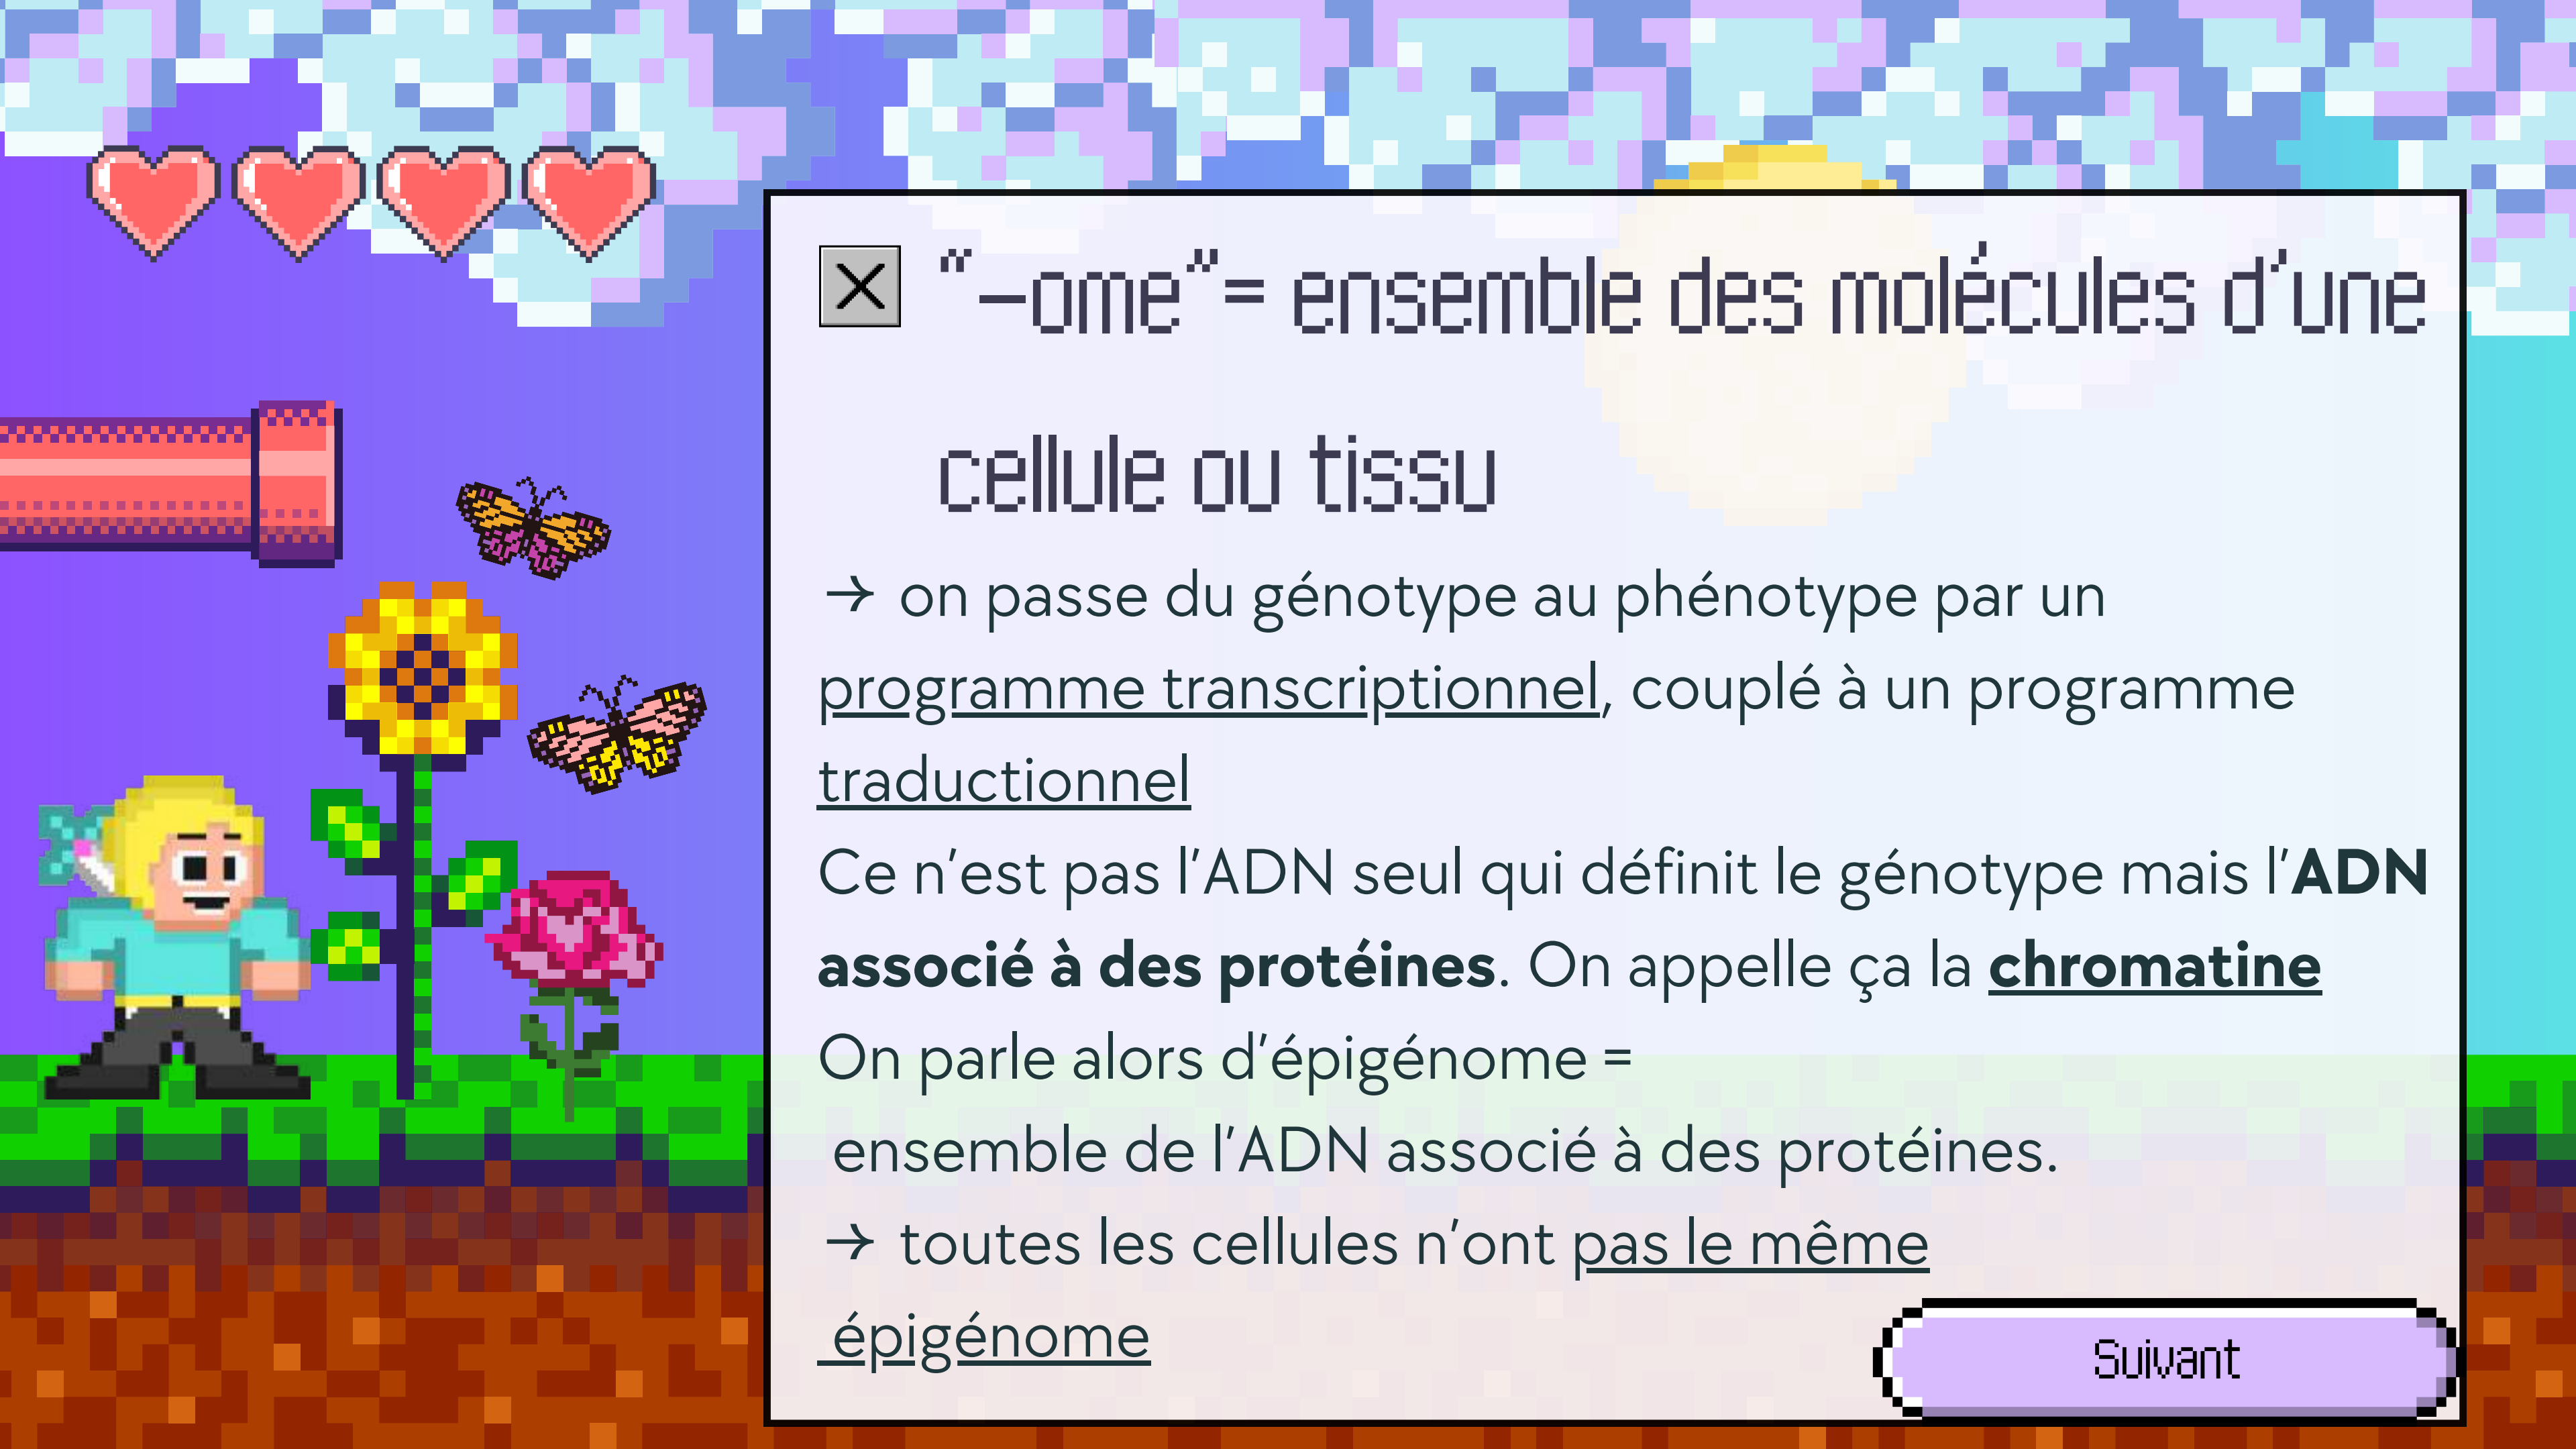 "-ome"= ensemble des molécules d'une
cellule ou tissu
→ on passe du génotype au phénotype par un
programme transcriptionnel, couplé à un programme
traductionnel
Ce n'est pas l'ADN seul qui définit le génotype mais l'ADN
associé à des protéines. On appelle ça la chromatine
On parle alors d'épigénome =
ensemble de l'ADN associé à des protéines.
→ toutes les cellules n'ont pas le même
épigénome
Suivant